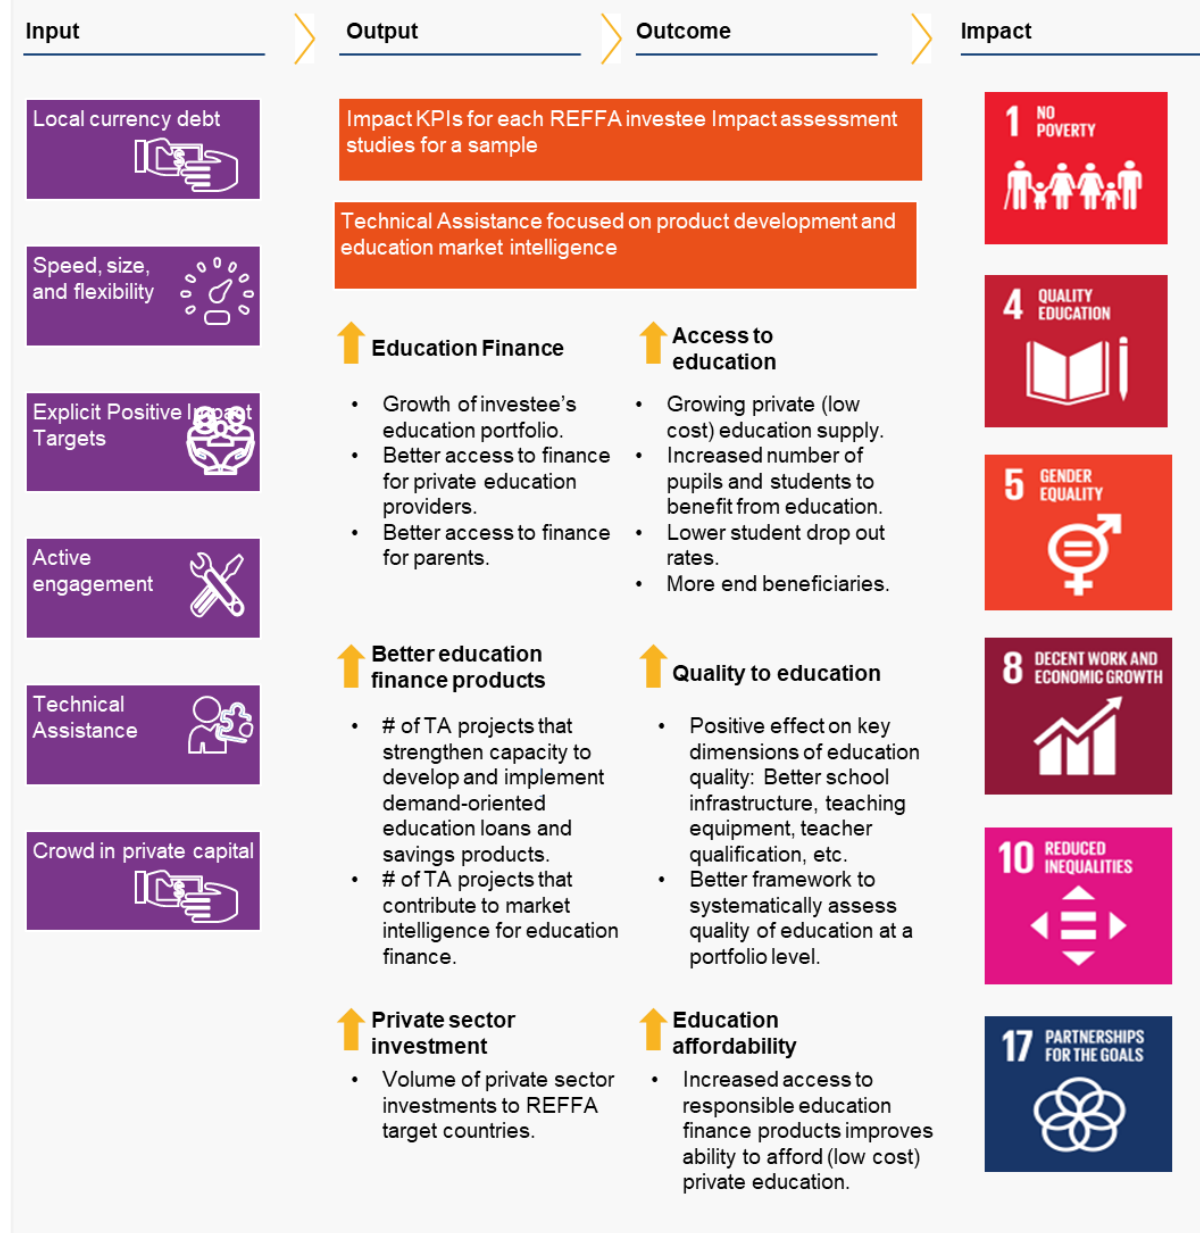 Input
Output
Outcome
Impact
Local currency debt
Speed, size,
and flexibility
Explicit Positive Impact
Targets
Active
engagement
Technical
Assistance
Crowd in private capital
Impact KPIs for each REFFA investee Impact assessment
studies for a sample
Technical Assistance focused on product development and
education market intelligence
Education Finance
• Growth of investee's
education portfolio.
• Better access to finance
for private education
providers.
• Better access to finance
for parents.
Access to
education
• Growing private (low
cost) education supply.
• Increased number of
pupils and students to
benefit from education.
• Lower student drop out
rates.
• More end beneficiaries.
Better education
finance products
• # of TA projects that
strengthen capacity to
develop and implement
demand-oriented
education loans and
savings products.
• # of TA projects that
contribute to market
intelligence for education
finance.
Quality to education
• Positive effect on key
dimensions of education
quality: Better school
infrastructure, teaching
equipment, teacher
qualification, etc.
• Better framework to
systematically assess
quality of education at a
portfolio level.
Private sector
investment
• Volume of private sector
investments to REFFA
target countries.
Education
affordability
• Increased access to
responsible education
finance products improves
ability to afford (low cost)
private education.
1 NO
POVERTY
4 QUALITY
EDUCATION
5 GENDER
EQUALITY
8 DECENT WORK AND
ECONOMIC GROWTH
10 REDUCED
INEQUALITIES
17 PARTNERSHIPS
FOR THE GOALS